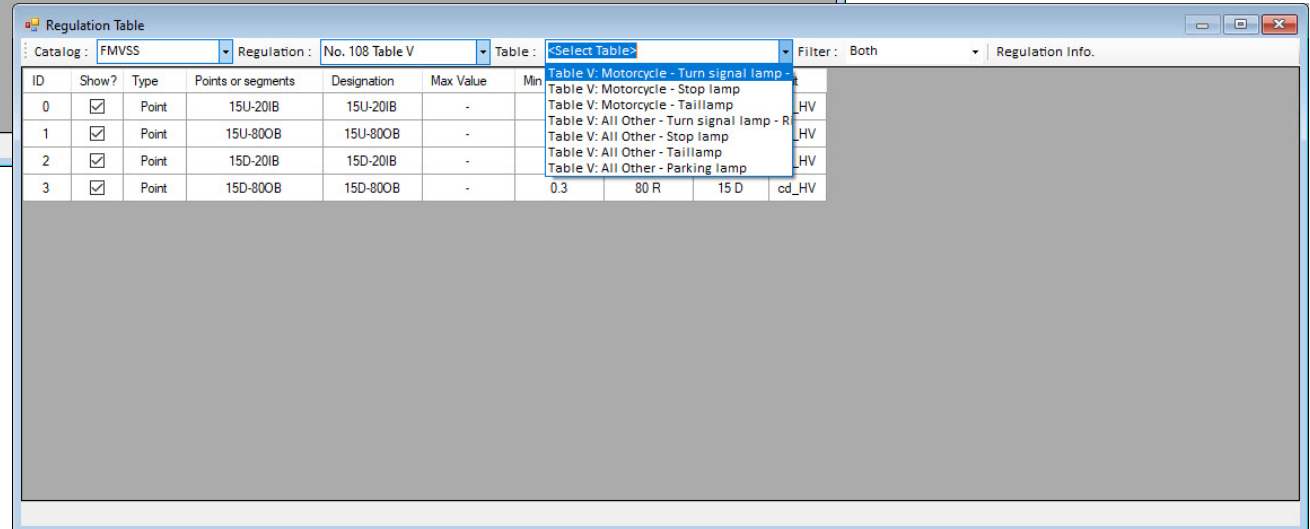 Regulation Table
Catalog : FMVSS Regulation : No. 108 Table V Table : <Select Table> Filter : Both Regulation Info.
ID Show? Type Points or segments Designation Max Value Min
Table V: Motorcycle - Turn signal lamp -
Table V: Motorcycle - Stop lamp
Table V: Motorcycle - Taillamp
Table V: All Other - Turn signal lamp - Ri
Table V: All Other - Stop lamp
Table V: All Other - Taillamp
Table V: All Other - Parking lamp
0 Point 15U-20IB 15U-20IB - _HV
1 Point 15U-80OB 15U-80OB - _HV
2 Point 15D-20IB 15D-20IB - _HV
3 Point 15D-80OB 15D-80OB - 0.3 80 R 15 D cd_HV